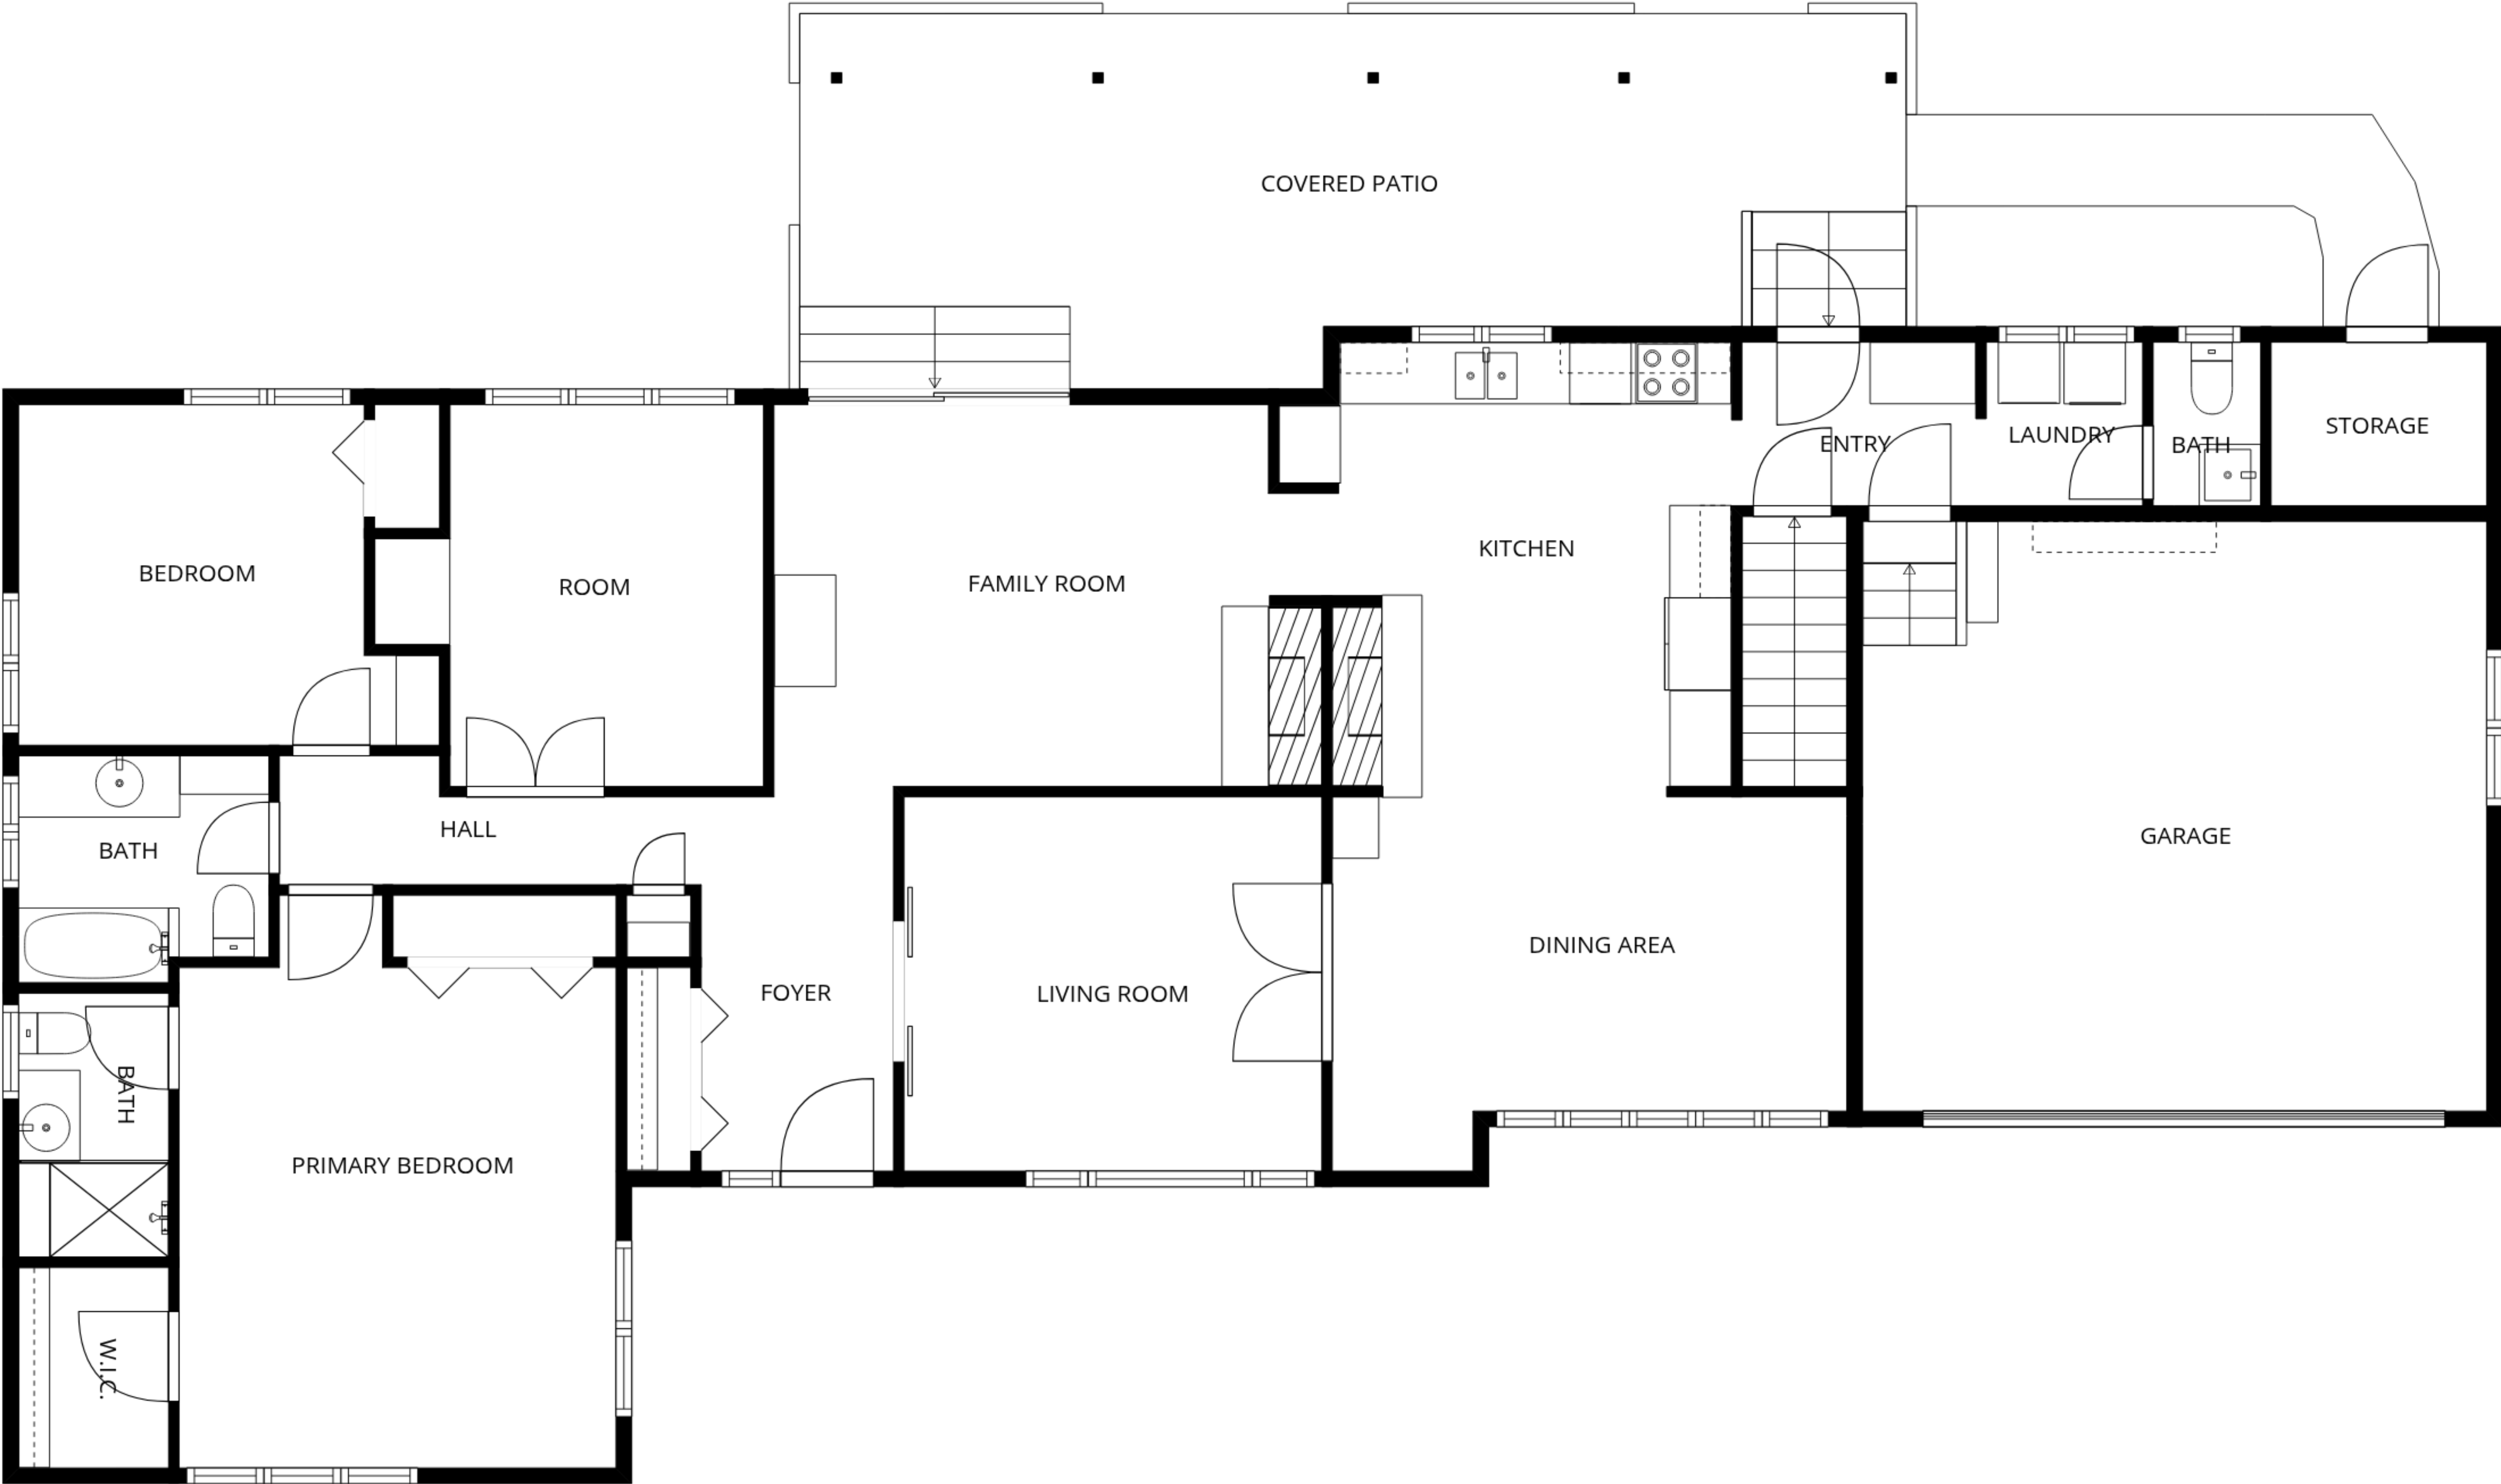 COVERED PATIO
STORAGE
LAUNDRY
ENTRY
BATH
KITCHEN
BEDROOM
FAMILY ROOM
ROOM
HALL
GARAGE
BATH
DINING AREA
FOYER
LIVING ROOM
BATH
PRIMARY BEDROOM
W.I.C.